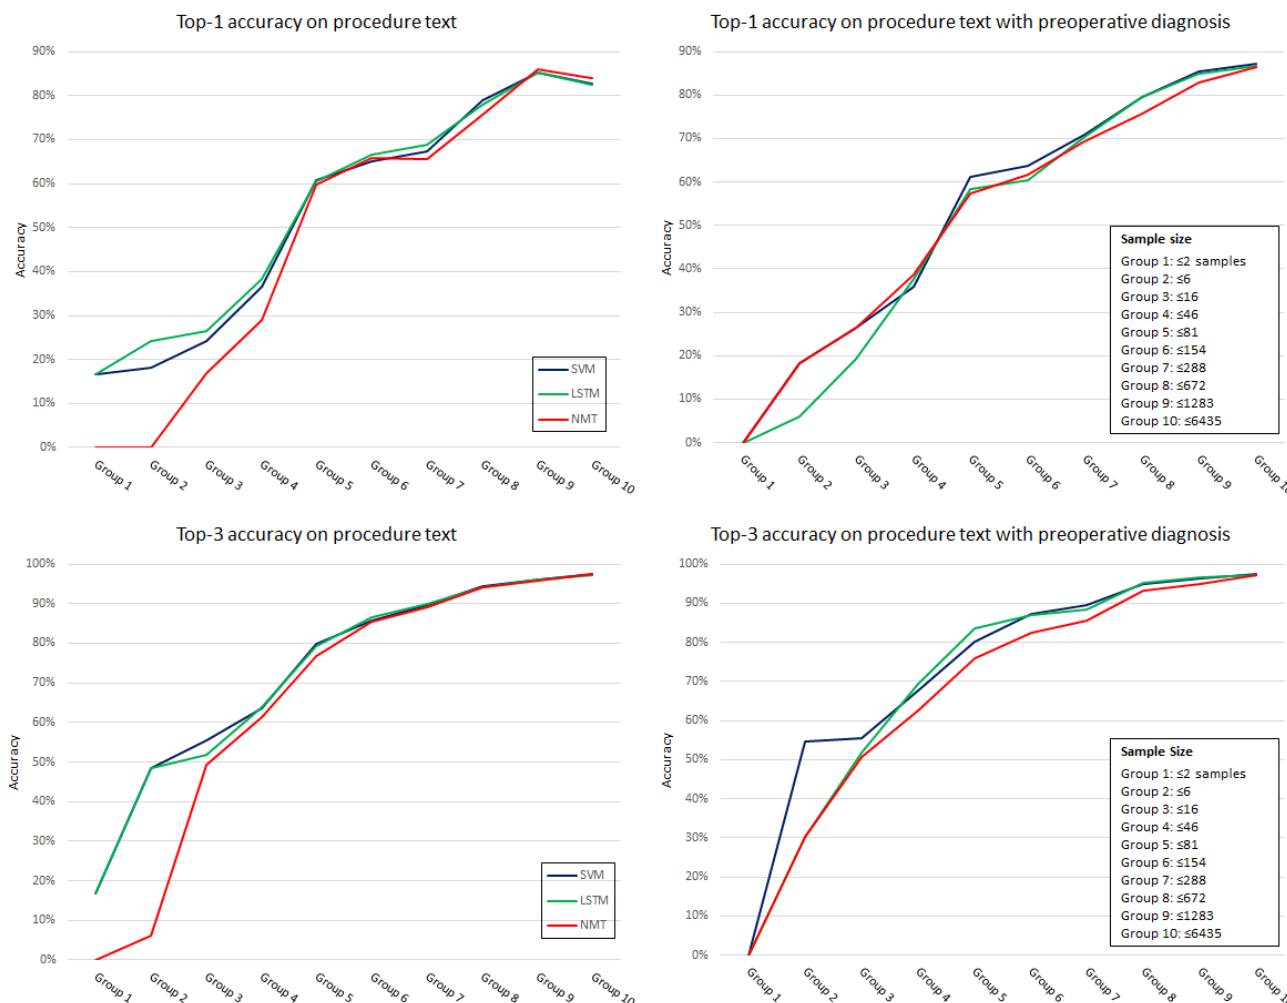 Top-1 accuracy on procedure text
90%
80%
70%
60%
50%
40%
30%
20%
10%
0%
Accuracy
Group 1
Group 2
Group 3
Group 4
Group 5
Group 6
Group 7
Group 8
Group 9
Group 10
SVM
LSTM
NMT
Top-1 accuracy on procedure text with preoperative diagnosis
90%
80%
70%
60%
50%
40%
30%
20%
10%
0%
Accuracy
Group 1
Group 2
Group 3
Group 4
Group 5
Group 6
Group 7
Group 8
Group 9
Group 10
Sample size
Group 1: ≤2 samples
Group 2: ≤6
Group 3: ≤16
Group 4: ≤46
Group 5: ≤81
Group 6: ≤154
Group 7: ≤288
Group 8: ≤672
Group 9: ≤1283
Group 10: ≤6435
Top-3 accuracy on procedure text
100%
90%
80%
70%
60%
50%
40%
30%
20%
10%
0%
Accuracy
Group 1
Group 2
Group 3
Group 4
Group 5
Group 6
Group 7
Group 8
Group 9
Group 10
SVM
LSTM
NMT
Top-3 accuracy on procedure text with preoperative diagnosis
100%
90%
80%
70%
60%
50%
40%
30%
20%
10%
0%
Accuracy
Group 1
Group 2
Group 3
Group 4
Group 5
Group 6
Group 7
Group 8
Group 9
Group
Sample Size
Group 1: ≤2 samples
Group 2: ≤6
Group 3: ≤16
Group 4: ≤46
Group 5: ≤81
Group 6: ≤154
Group 7: ≤288
Group 8: ≤672
Group 9: ≤1283
Group 10: ≤6435